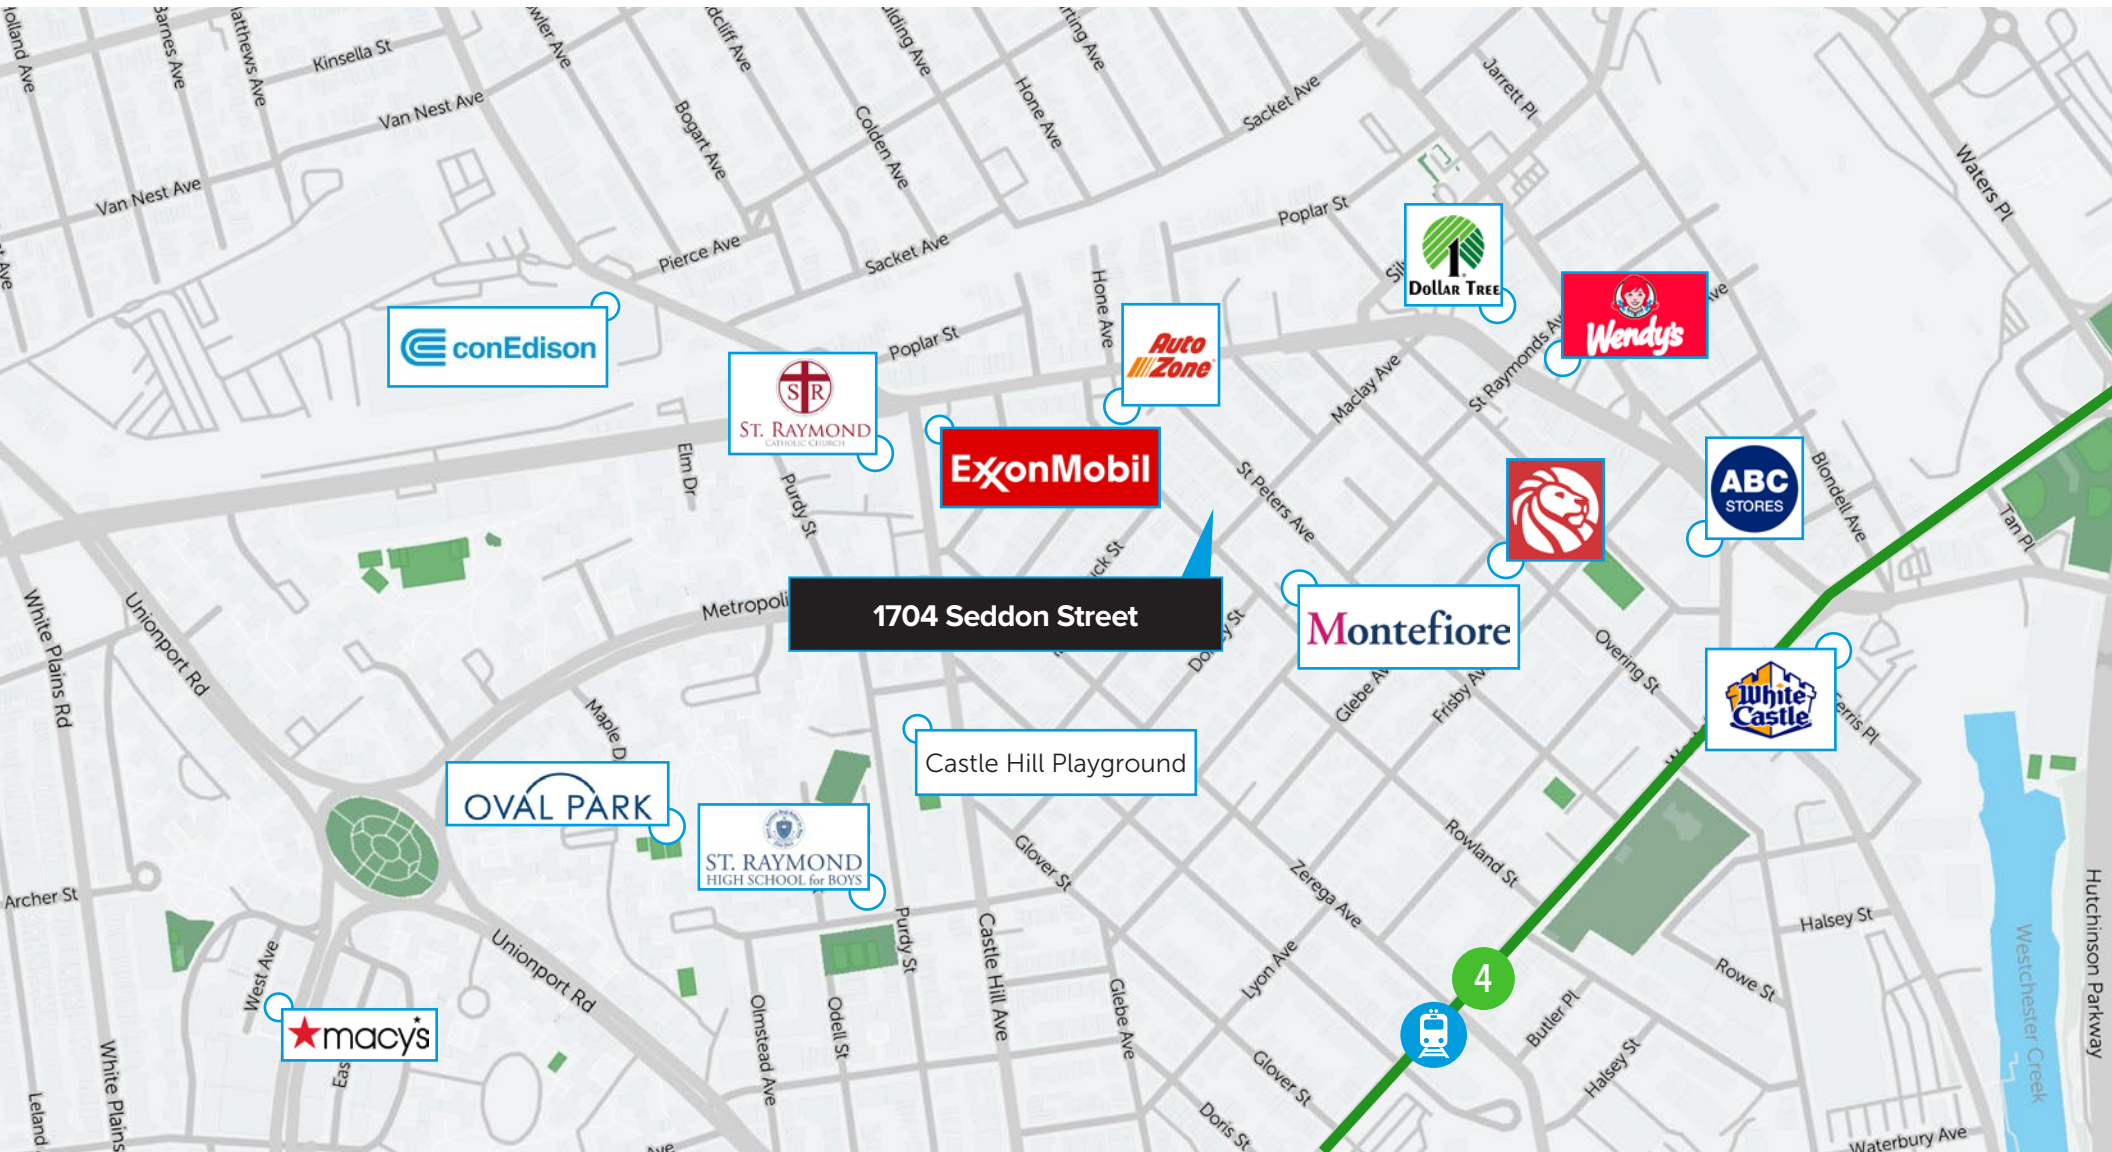 Kinsella St
Barnes Ave
Matthews Ave
Holland Ave
Van Nest Ave
Van Nest Ave
Bogart Ave
Colden Ave
Hone Ave
Sacket Ave
Jarrett Pl
Waters Pl
Pierce Ave
Sacket Ave
Poplar St
Hone Ave
Poplar St
DOLLAR TREE
Wendy's
conEdison
Auto
Zone
STR
ST. RAYMOND
CATHOLIC CHURCH
ExxonMobil
Maclay Ave
St Raymonds Av
Elm Dr
Purdy St
St Peters Ave
ABC
STORES
Blondell Ave
Tan Pl
White Plains Rd
Unionport Rd
Metropoli
1704 Seddon Street
Montefiore
Overing St
Glebe Av
Frisby Av
White
Castle
Ferris Pl
Maple D
Castle Hill Playground
OVAL PARK
ST. RAYMOND
HIGH SCHOOL for BOYS
Glover St
Rowland St
Zerega Ave
Archer St
West Ave
Unionport Rd
Purdy St
Castle Hill Ave
Lyon Ave
4
Halsey St
Rowe St
Westchester Creek
Hutchinson Parkway
macy's
East
Olmstead Ave
Odell St
Glebe Ave
Butler Pl
Halsey St
Glover St
Doris St
White Plains
Leland
Ave
Waterbury Ave